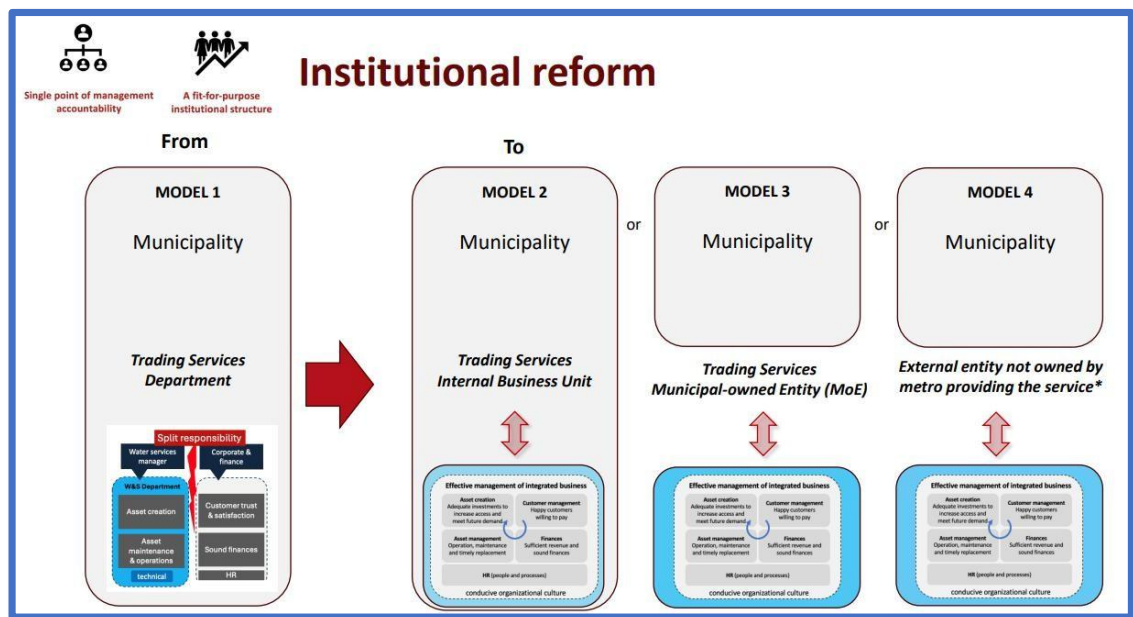 Institutional reform
Single point of management
accountability
A fit-for-purpose
institutional structure
From
To
MODEL 1
Municipality
Trading Services
Department
Split responsibility
Water services
manager
Corporate &
finance
W&S Department
Asset creation
Asset
maintenance
& operations
technical
Customer trust
& satisfaction
Sound finances
HR
MODEL 2
Municipality
Trading Services
Internal Business Unit
Effective management of integrated business
Asset creation
Adequate investments to
increase access and
meet future demand
Customer management
Happy customers
willing to pay
Asset management
Operation, maintenance
and timely replacement
Finances
Sufficient revenue and
sound finances
HR (people and processes)
conducive organizational culture
or
MODEL 3
Municipality
Trading Services
Municipal-owned Entity (MoE)
Effective management of integrated business
Asset creation
Adequate investments to
increase access and
meet future demand
Customer management
Happy customers
willing to pay
Asset management
Operation, maintenance
and timely replacement
Finances
Sufficient revenue and
sound finances
HR (people and processes)
conducive organizational culture
or
MODEL 4
Municipality
External entity not owned by
metro providing the service*
Effective management of integrated business
Asset creation
Adequate investments to
increase access and
meet future demand
Customer management
Happy customers
willing to pay
Asset management
Operation, maintenance
and timely replacement
Finances
Sufficient revenue and
sound finances
HR (people and processes)
conducive organizational culture